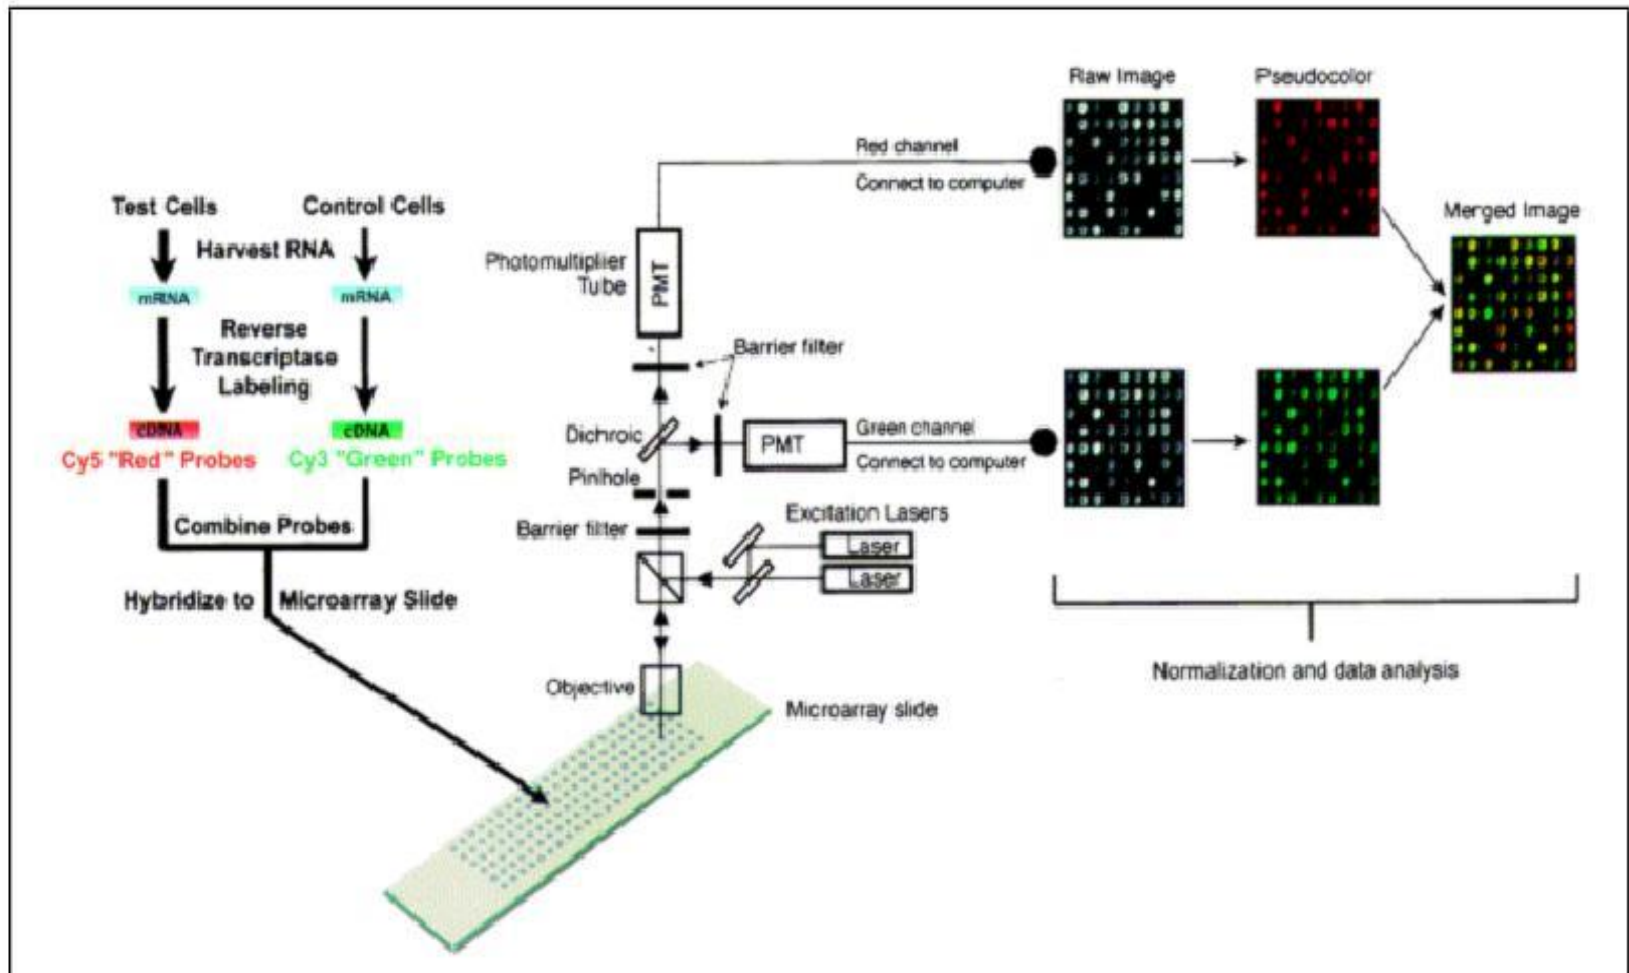 Test Cells
Control Cells
Harvest RNA
mRNA
mRNA
Reverse
Transcriptase
Labeling
cDNA
cDNA
Cy5 "Red" Probes
Cy3 "Green" Probes
Combine Probes
Hybridize to
Microarray Slide
Photomultiplier
Tube
PMT
Barrier filter
Dichroic
PMT
Pinhole
Barrier filter
Excitation Lasers
Laser
Laser
Objective
Microarray slide
Red channel
Connect to computer
Green channel
Connect to computer
Raw Image
Pseudocolor
Merged Image
Normalization and data analysis